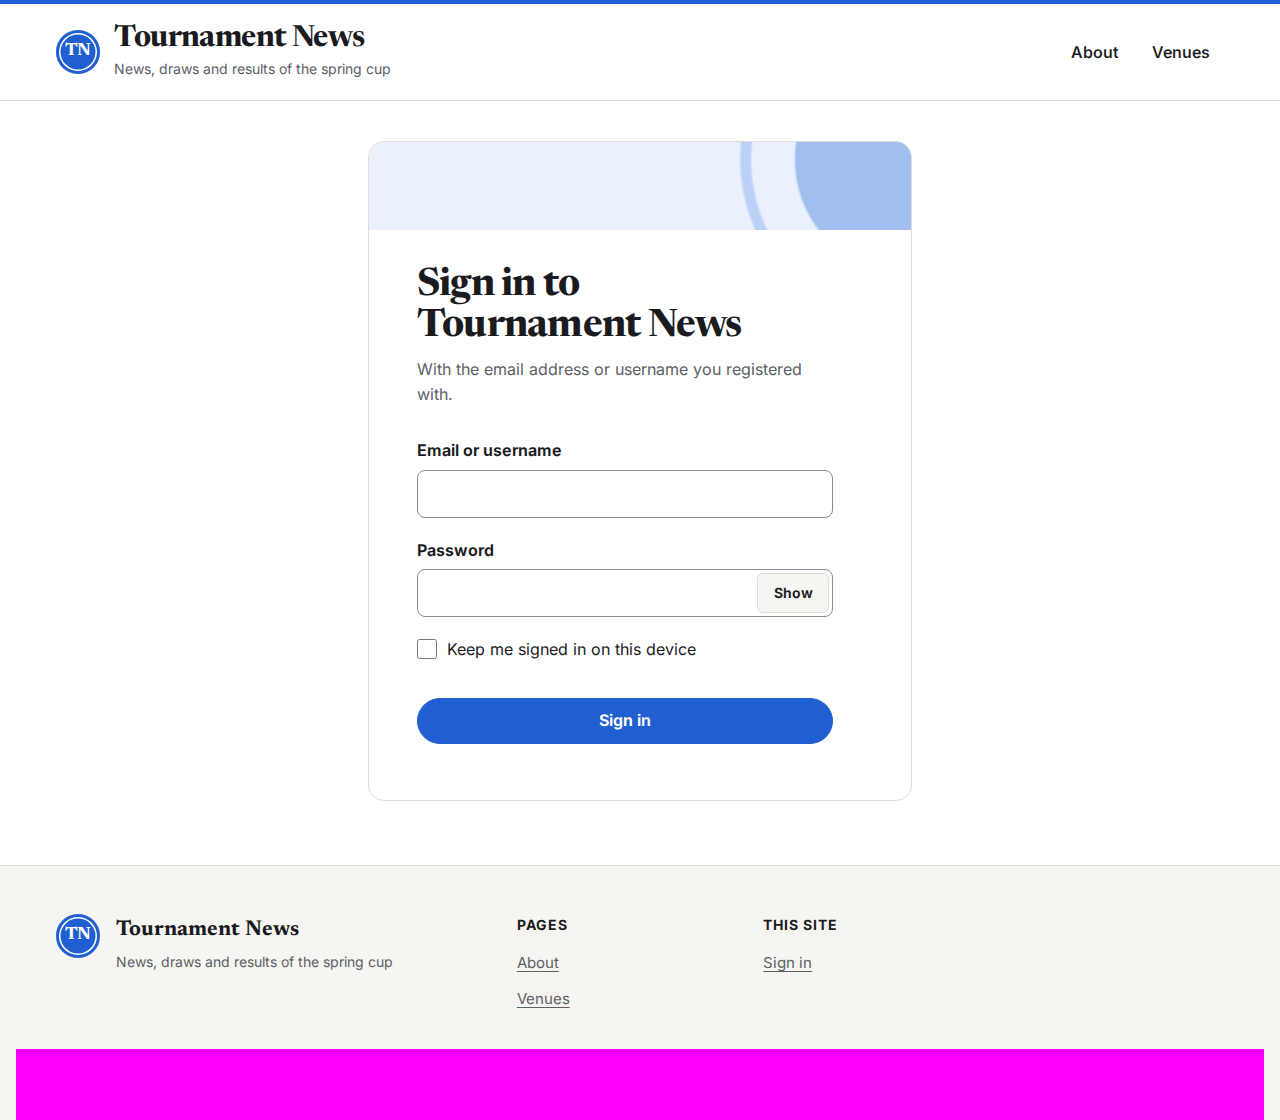 TN
Tournament News
News, draws and results of the spring cup
About
Venues
Sign in to
Tournament News
With the email address or username you registered
with.
Email or username
Password
Show
Keep me signed in on this device
Sign in
TN
Tournament News
News, draws and results of the spring cup
PAGES
About
Venues
THIS SITE
Sign in